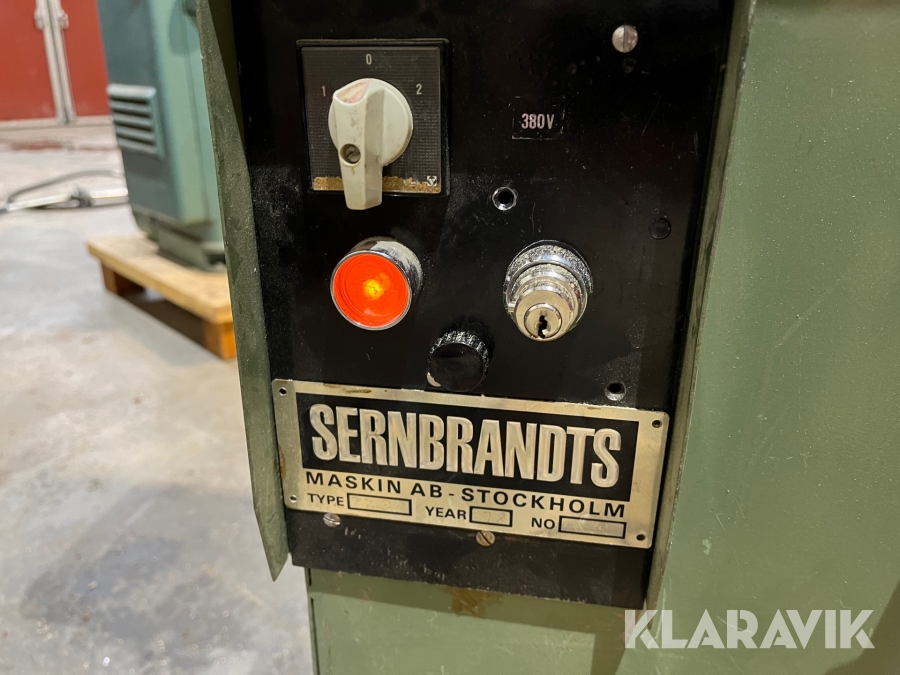 0
1 2
380V
SERNBRANDTS
MASKIN AB - STOCKHOLM
TYPE YEAR NO
KLARAVIK